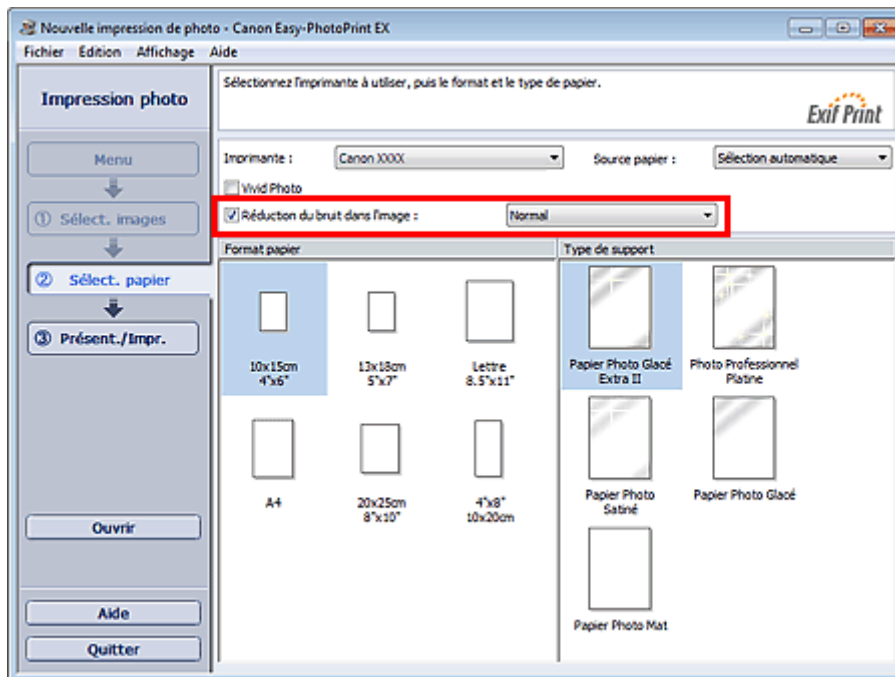 Nouvelle impression de photo - Canon Easy-PhotoPrint EX
Fichier Edition Affichage Aide
Impression photo
Sélectionnez l'imprimante à utiliser, puis le format et le type de papier.
Exif Print
Menu
① Sélect. images
② Sélect. papier
③ Présent./Impr.
Ouvrir
Aide
Quitter
Imprimante : Canon XXXX Source papier : Sélection automatique
Vivid Photo
Réduction du bruit dans l'image : Normal
Format papier
10x15cm
4"x6"
13x18cm
5"x7"
Lettre
8.5"x11"
A4
20x25cm
8"x10"
4"x8"
10x20cm
Type de support
Papier Photo Glacé
Extra II
Photo Professionnel
Platine
Papier Photo
Satiné
Papier Photo Glacé
Papier Photo Mat